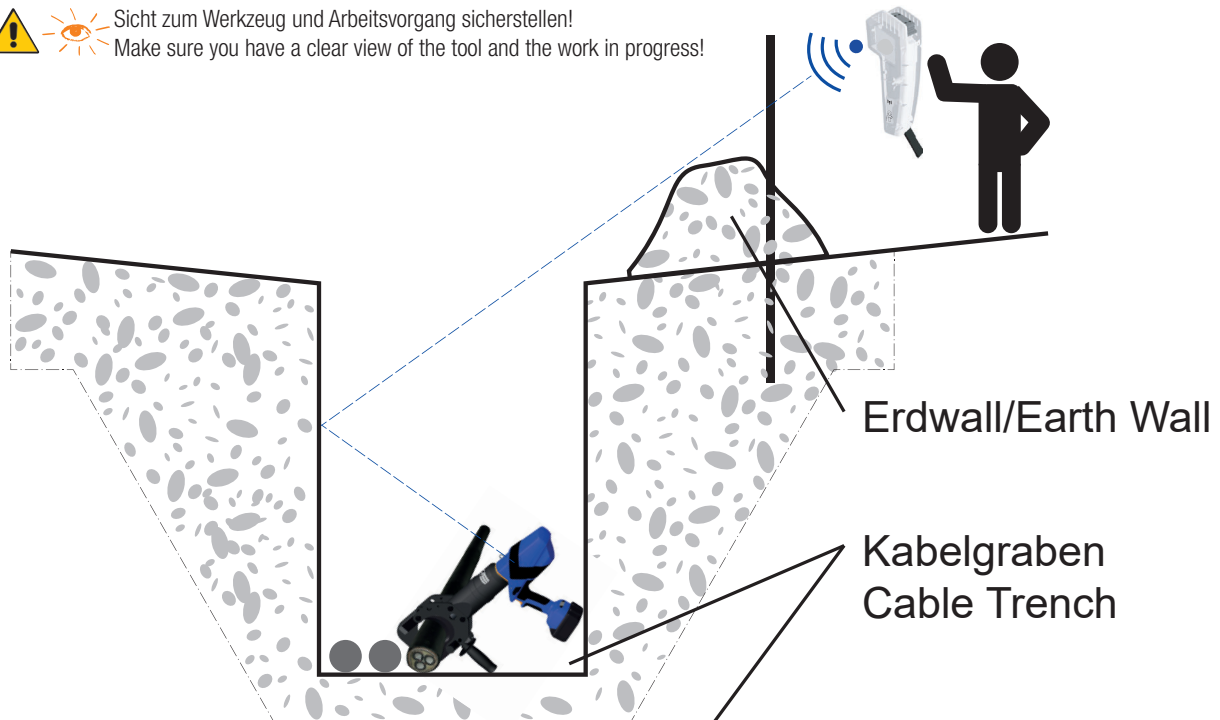 Sicht zum Werkzeug und Arbeitsvorgang sicherstellen!
Make sure you have a clear view of the tool and the work in progress!
Erdwall/Earth Wall
Kabelgraben
Cable Trench